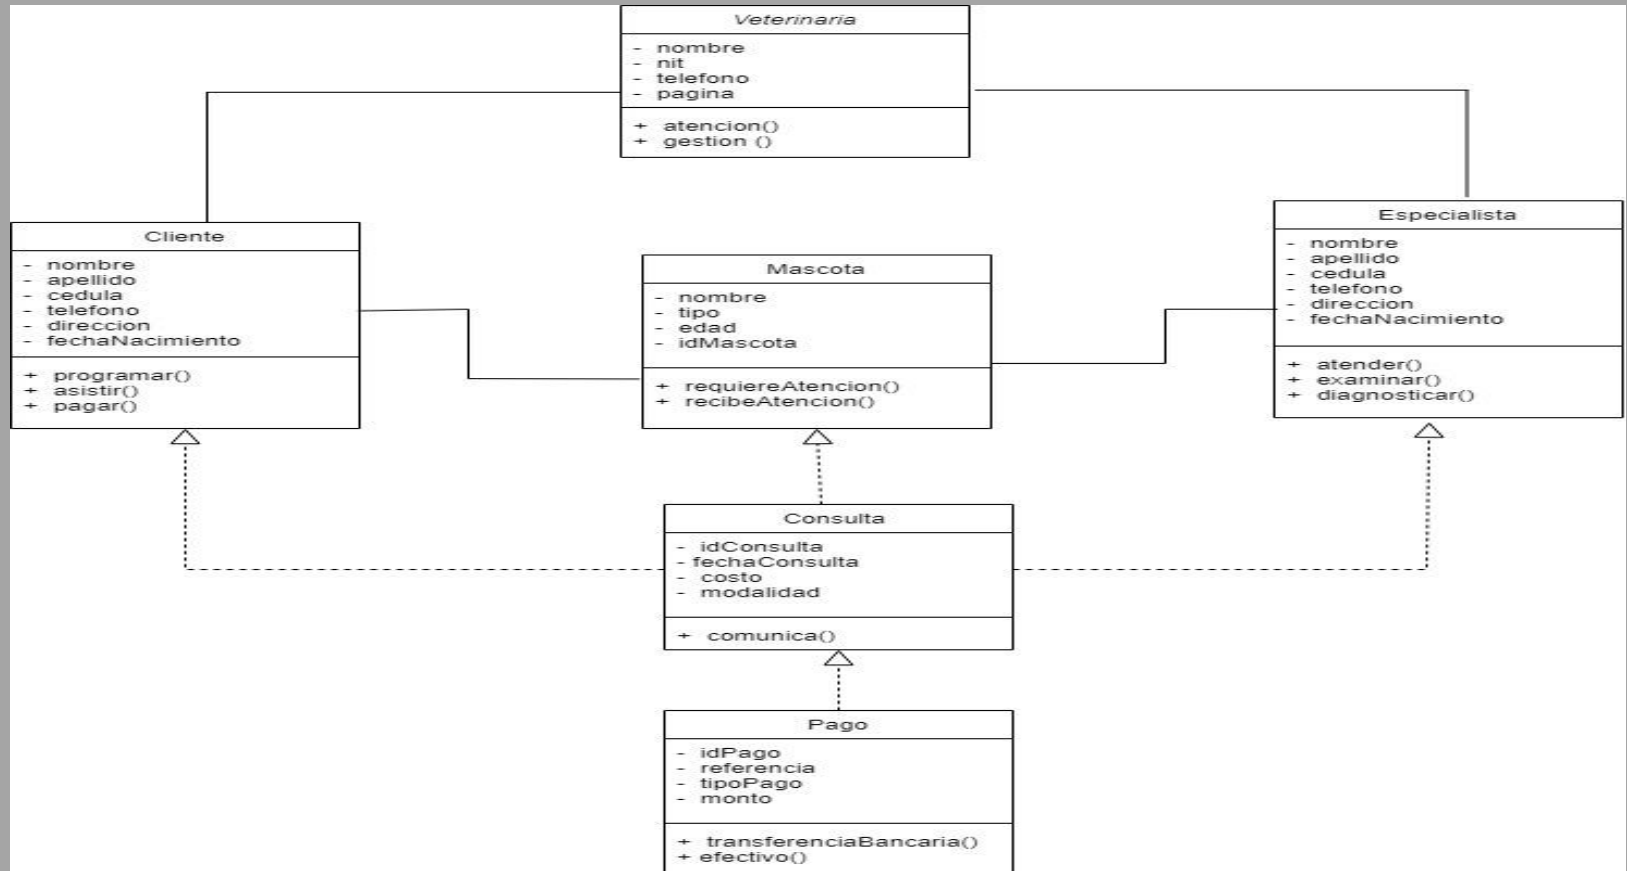 Veterinaria
- nombre
- nit
- telefono
- pagina
+ atencion()
+ gestion ()
Cliente
- nombre
- apellido
- cedula
- telefono
- direccion
- fechaNacimiento
+ programar()
+ asistir()
+ pagar()
Mascota
- nombre
- tipo
- edad
- idMascota
+ requiereAtencion()
+ recibeAtencion()
Especialista
- nombre
- apellido
- cedula
- telefono
- direccion
- fechaNacimiento
+ atender()
+ examinar()
+ diagnosticar()
Consulta
- idConsulta
- fechaConsulta
- costo
- modalidad
+ comunica()
Pago
- idPago
- referencia
- tipoPago
- monto
+ transferenciaBancaria()
+ efectivo()